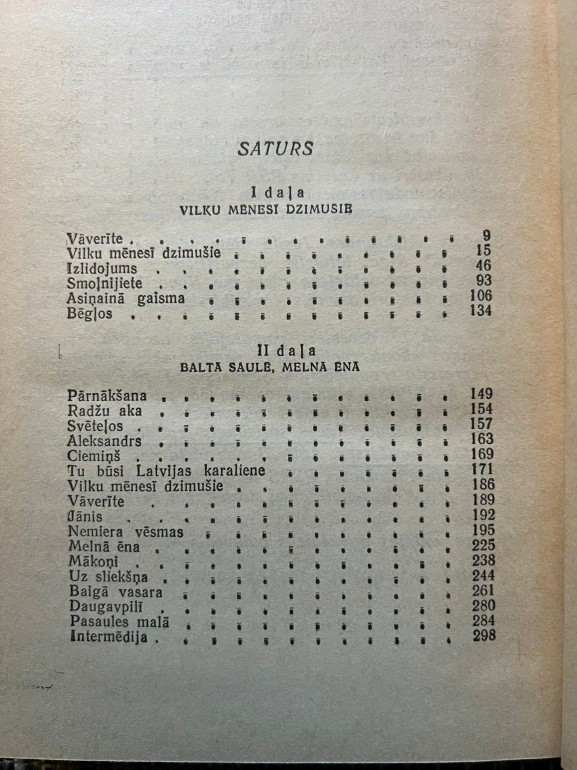 SATURS
I daļa
VILKU MĒNESĪ DZIMUŠIE
Vāverīte . . . . . . . . . . . . . 9
Vilku mēnesī dzimušie . . . . . . . . . 15
Izlidojums . . . . . . . . . . . . 46
Smoļnijiete . . . . . . . . . . . . 93
Asiņainā gaisma . . . . . . . . . . 106
Bēgļos . . . . . . . . . . . . . 134
II daļa
BALTA SAULE, MELNA ĒNA
Pārnākšana . . . . . . . . . . . 149
Radžu aka . . . . . . . . . . . . 154
Svēteļos . . . . . . . . . . . . 157
Aleksandrs . . . . . . . . . . . 163
Ciemiņš . . . . . . . . . . . . 169
Tu būsi Latvijas karaliene . . . . . . . 171
Vilku mēnesī dzimušie . . . . . . . . . 186
Vāverīte . . . . . . . . . . . . 189
Jānis . . . . . . . . . . . . . 192
Nemiera vēsmas . . . . . . . . . . 195
Melnā ēna . . . . . . . . . . . . 225
Mākoņi . . . . . . . . . . . . . 238
Uz sliekšņa . . . . . . . . . . . 244
Baigā vasara . . . . . . . . . . . 261
Daugavpilī . . . . . . . . . . . 280
Pasaules malā . . . . . . . . . . 284
Intermēdija . . . . . . . . . . . 298